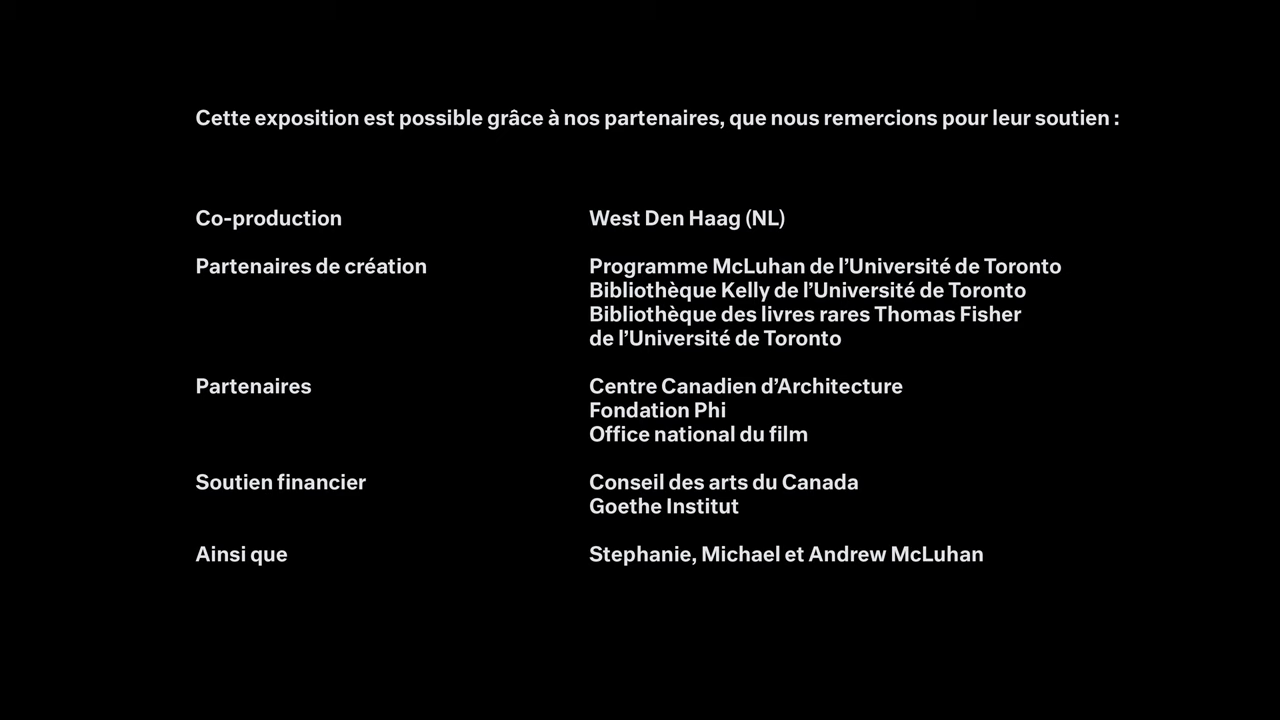 Cette exposition est possible grâce à nos partenaires, que nous remercions pour leur soutien :
Co-production West Den Haag (NL)
Partenaires de création Programme McLuhan de l’Université de Toronto
Bibliothèque Kelly de l’Université de Toronto
Bibliothèque des livres rares Thomas Fisher
de l’Université de Toronto
Partenaires Centre Canadien d’Architecture
Fondation Phi
Office national du film
Soutien financier Conseil des arts du Canada
Goethe Institut
Ainsi que Stephanie, Michael et Andrew McLuhan